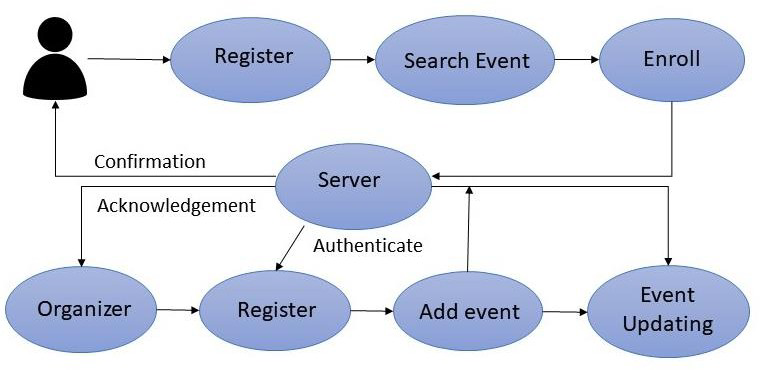 Register
Search Event
Enroll
Confirmation
Server
Acknowledgement
Authenticate
Organizer
Register
Add event
Event
Updating